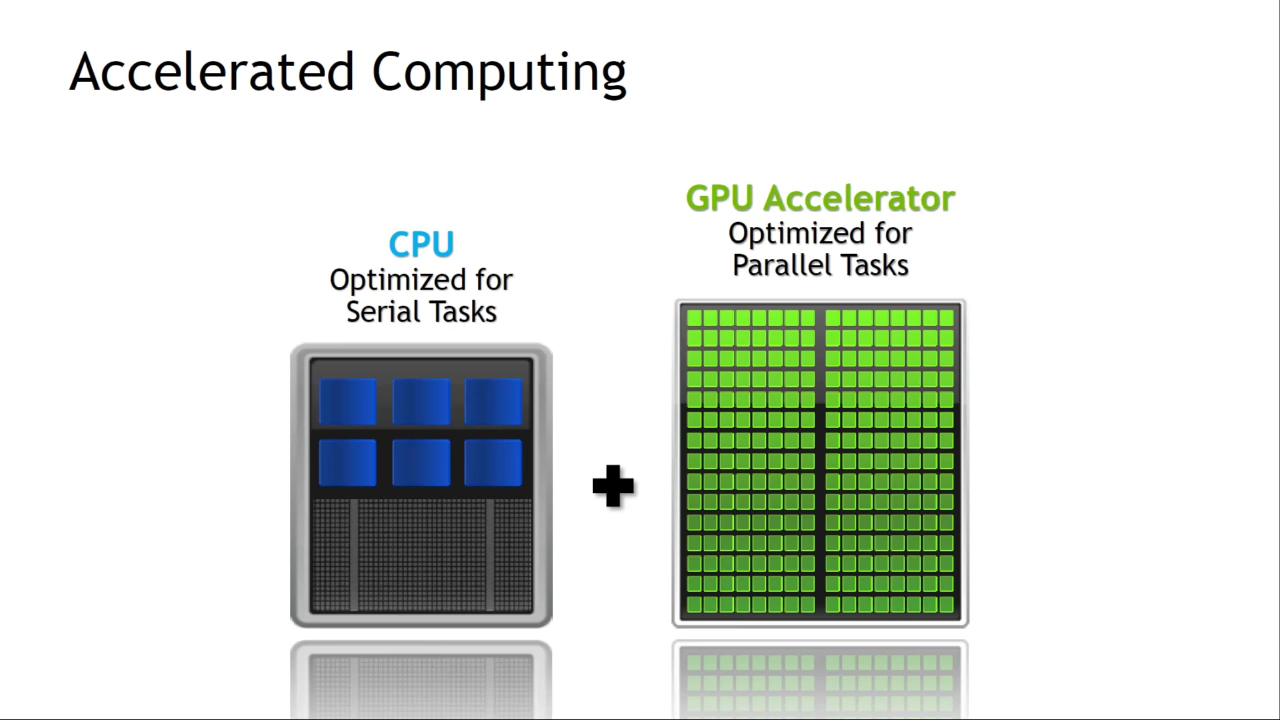 Accelerated Computing
CPU
Optimized for
Serial Tasks
GPU Accelerator
Optimized for
Parallel Tasks